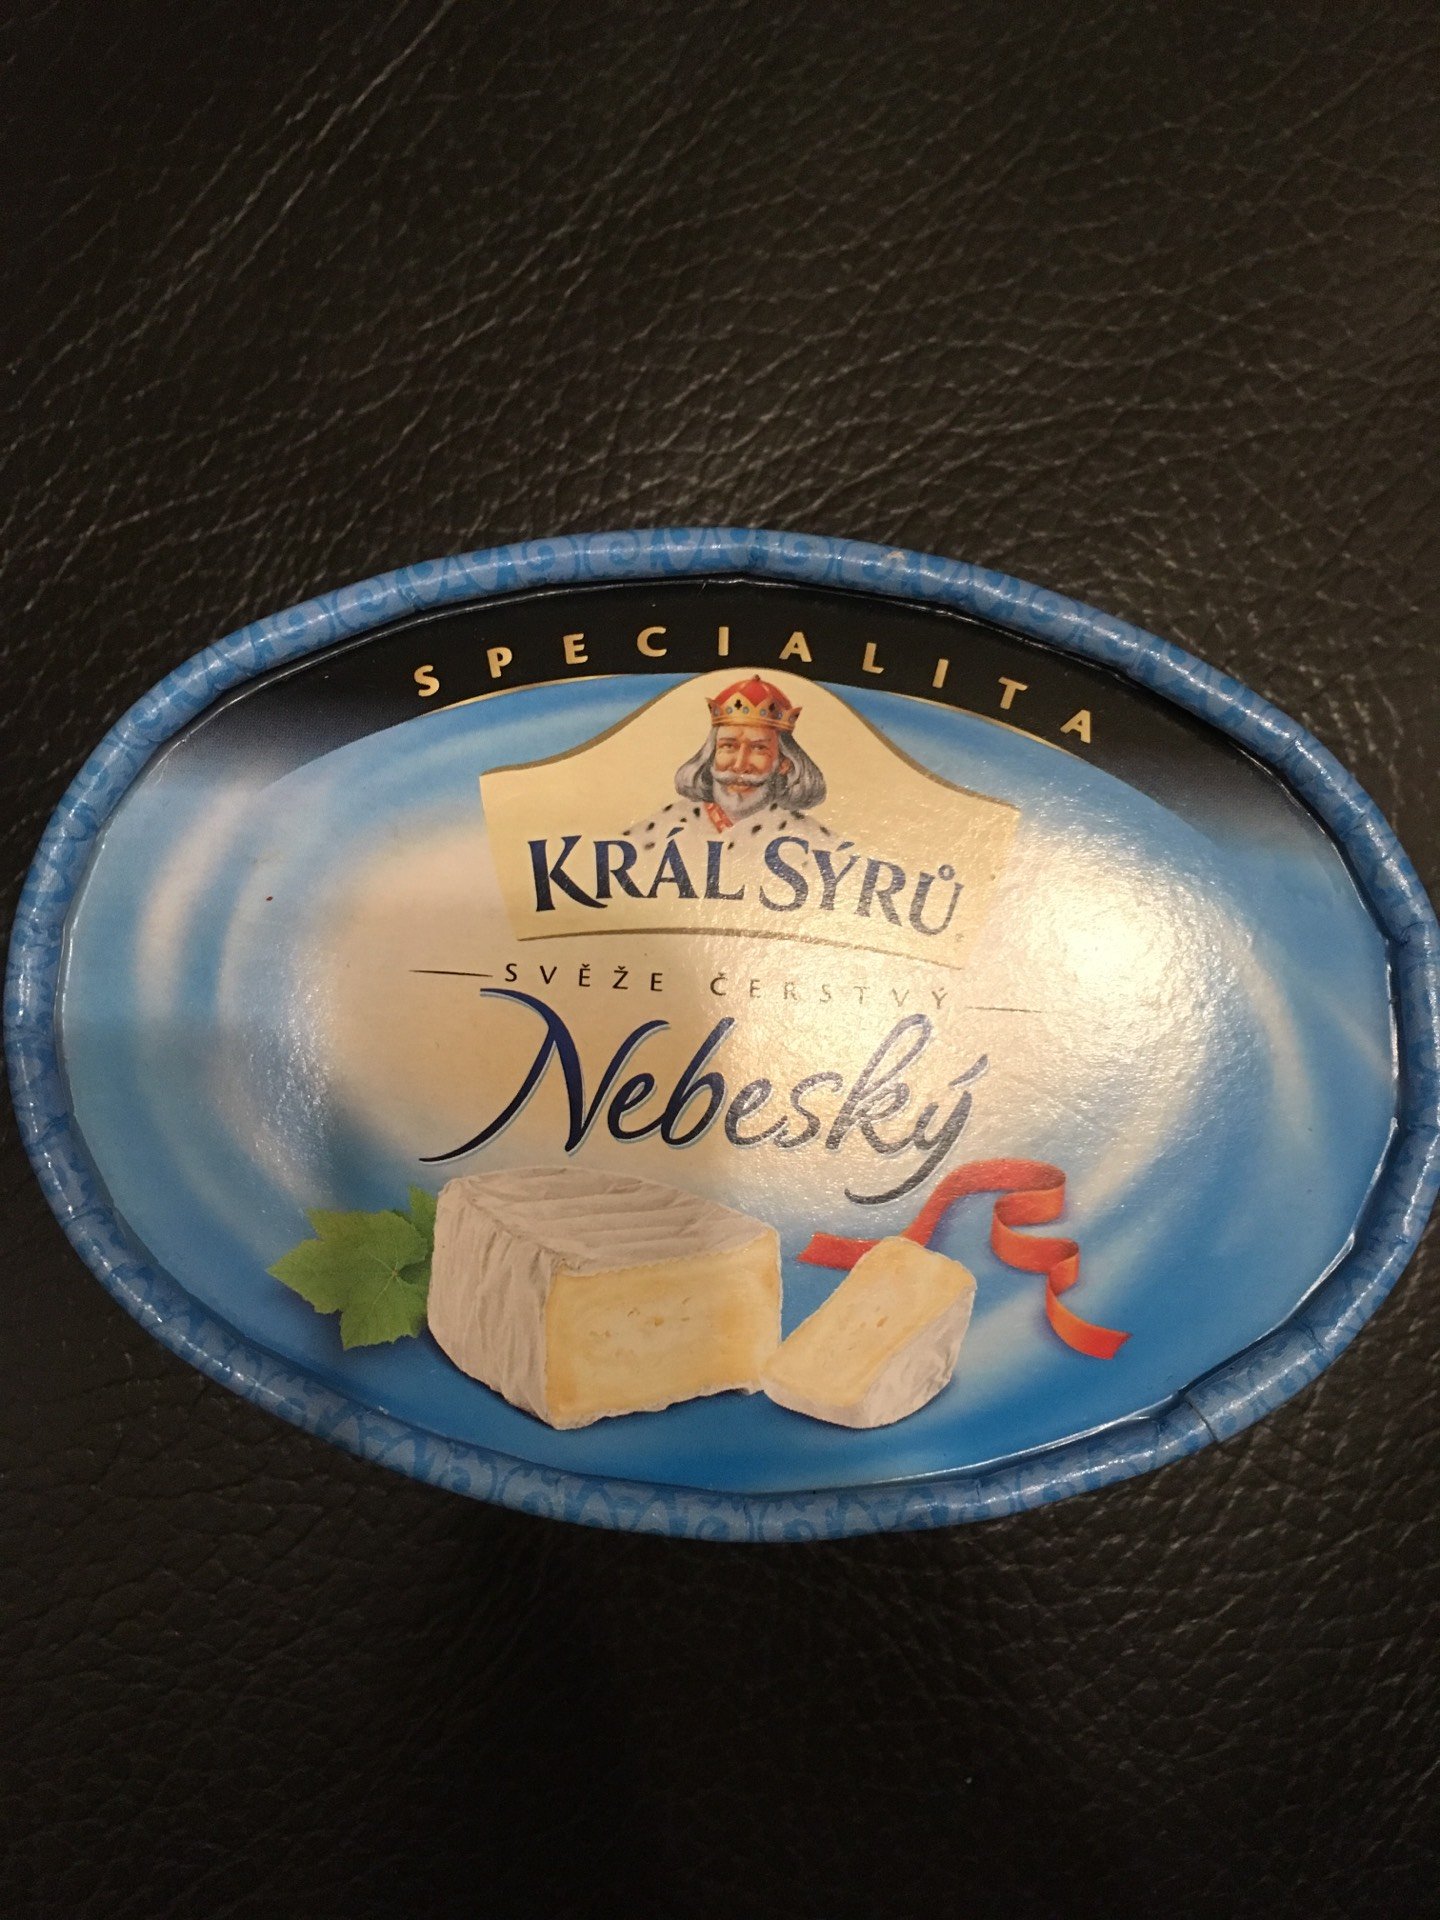 SPECIALITA
KRÁL SÝRŮ
SVĚŽE ČERSTVÝ
Nebeský